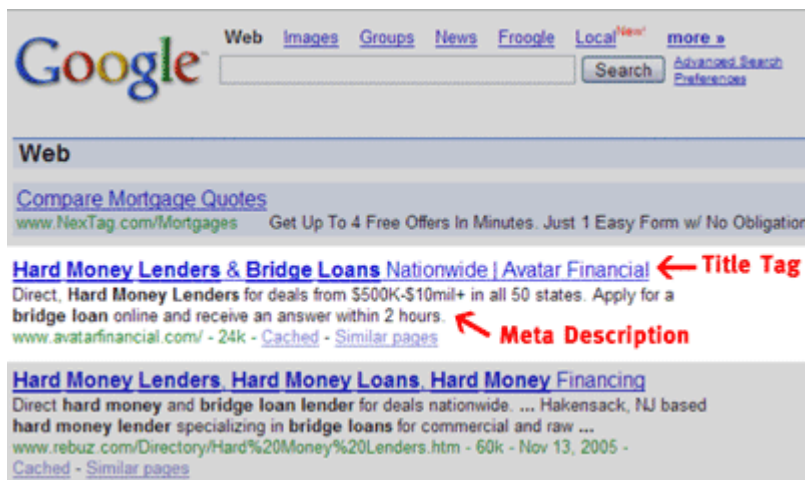 Google Web Images Groups News Froogle Local New! more »
Search Advanced Search
Preferences
Web
Compare Mortgage Quotes
www.NexTag.com/Mortgages Get Up To 4 Free Offers In Minutes. Just 1 Easy Form w/ No Obligation
Hard Money Lenders & Bridge Loans Nationwide | Avatar Financial Title Tag
Direct, Hard Money Lenders for deals from $500K-$10mil+ in all 50 states. Apply for a
bridge loan online and receive an answer within 2 hours.
www.avatarfinancial.com/ - 24k - Cached - Similar pages Meta Description
Hard Money Lenders, Hard Money Loans, Hard Money Financing
Direct hard money and bridge loan lender for deals nationwide. ... Hakensack, NJ based
hard money lender specializing in bridge loans for commercial and raw ...
www.rebuz.com/Directory/Hard%20Money%20Lenders.htm - 60k - Nov 13, 2005 -
Cached - Similar pages